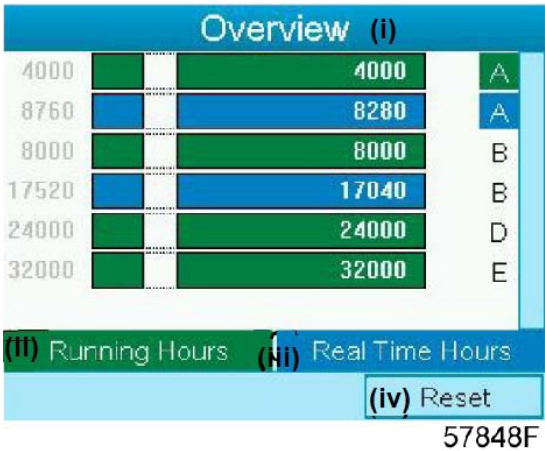 Overview (i)
4000 4000 A
8760 8280 A
8000 8000 B
17520 17040 B
24000 24000 D
32000 32000 E
(ii) Running Hours (iii) Real Time Hours
(iv) Reset
57848F